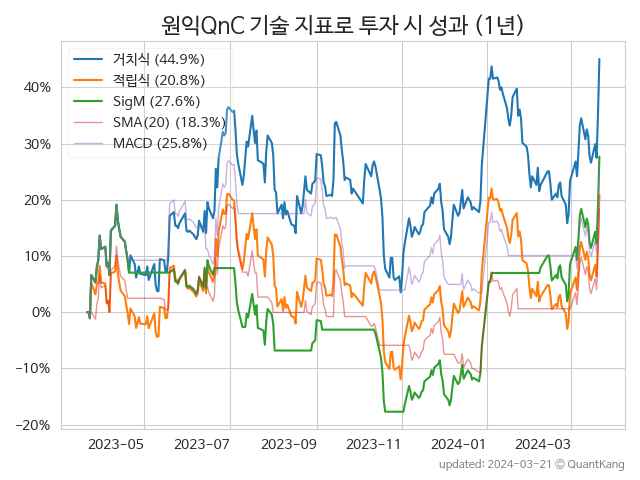 원익QnC 기술 지표로 투자 시 성과 (1년)
거치식 (44.9%)
적립식 (20.8%)
SigM (27.6%)
SMA(20) (18.3%)
MACD (25.8%)
40%
30%
20%
10%
0%
−10%
−20%
2023−05 2023−07 2023−09 2023−11 2024−01 2024−03
updated: 2024−03−21 ⓒ QuantKang